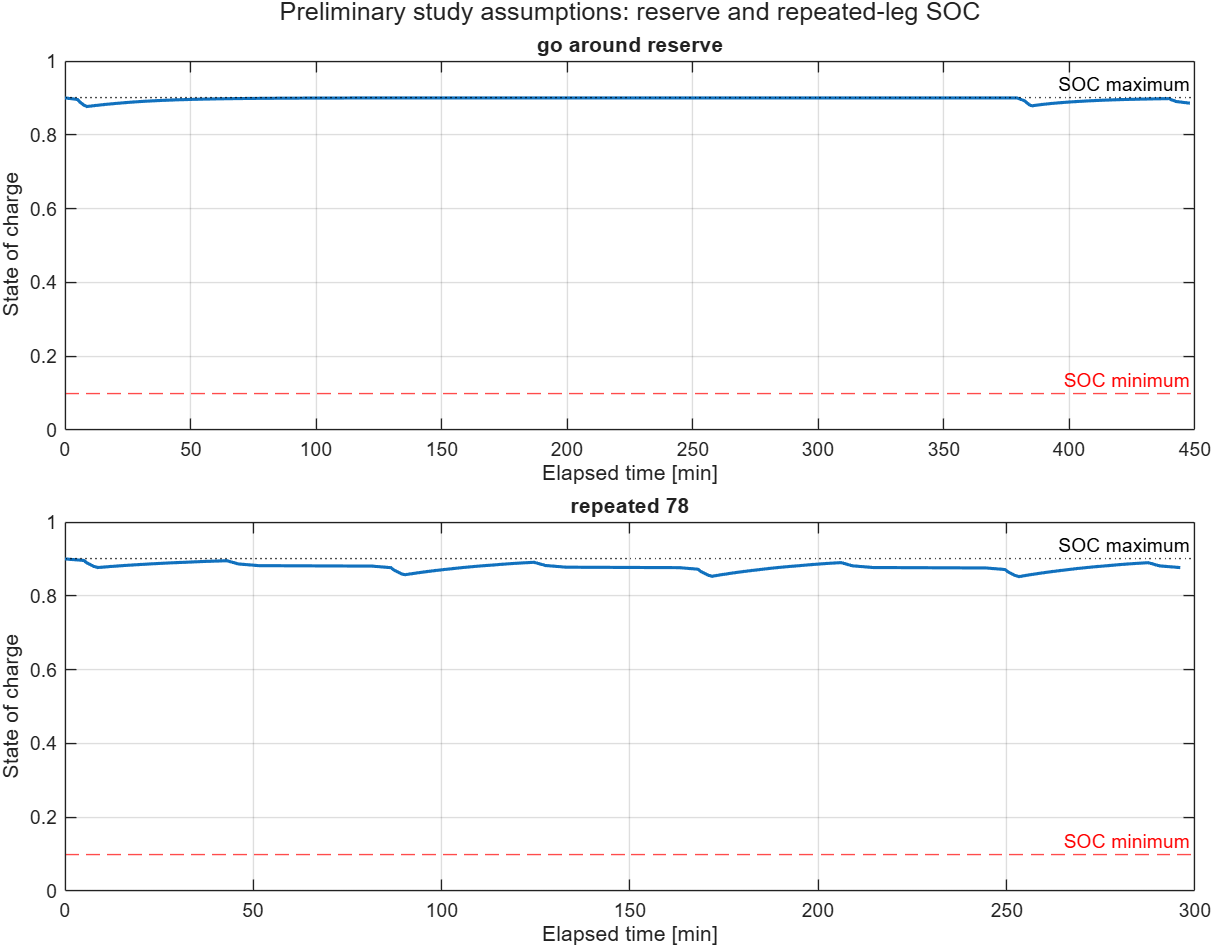 Preliminary study assumptions: reserve and repeated-leg SOC
go around reserve
1
0.8
0.6
0.4
0.2
0
State of charge
SOC maximum
SOC minimum
0 50 100 150 200 250 300 350 400 450
Elapsed time [min]
repeated 78
1
0.8
0.6
0.4
0.2
0
State of charge
SOC maximum
SOC minimum
0 50 100 150 200 250 300
Elapsed time [min]